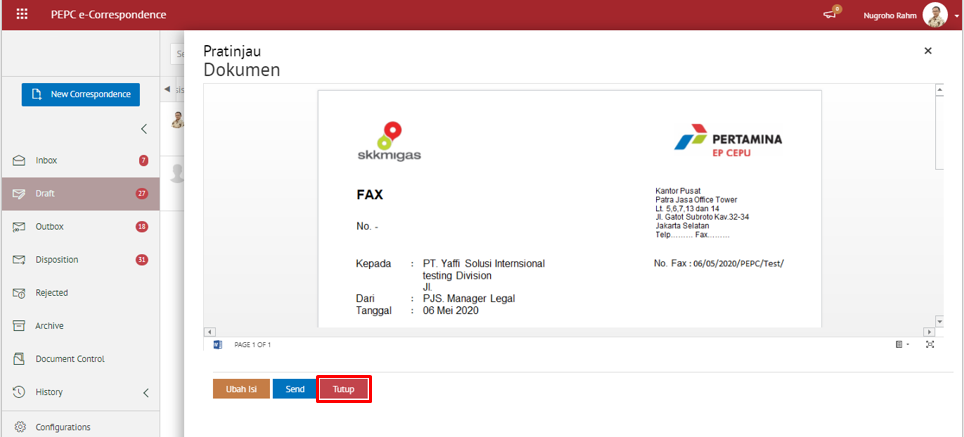 PEPC e-Correspondence
0
Nugroho Rahm
Pratinjau
Dokumen
New Correspondence
Inbox 7
Draft 27
Outbox 18
Disposition 31
Rejected
Archive
Document Control
History
Configurations
skkmigas
PERTAMINA
EP CEPU
FAX
No. -
Kantor Pusat
Patra Jasa Office Tower
Lt. 5,6,7,13 dan 14
Jl. Gatot Subroto Kav.32-34
Jakarta Selatan
Telp......... Fax.........
Kepada : PT. Yaffi Solusi Internsional
testing Division
Jl.
Dari : PJS. Manager Legal
Tanggal : 06 Mei 2020
No. Fax : 06/05/2020/PEPC/Test/
PAGE 1 OF 1
Ubah Isi
Send
Tutup